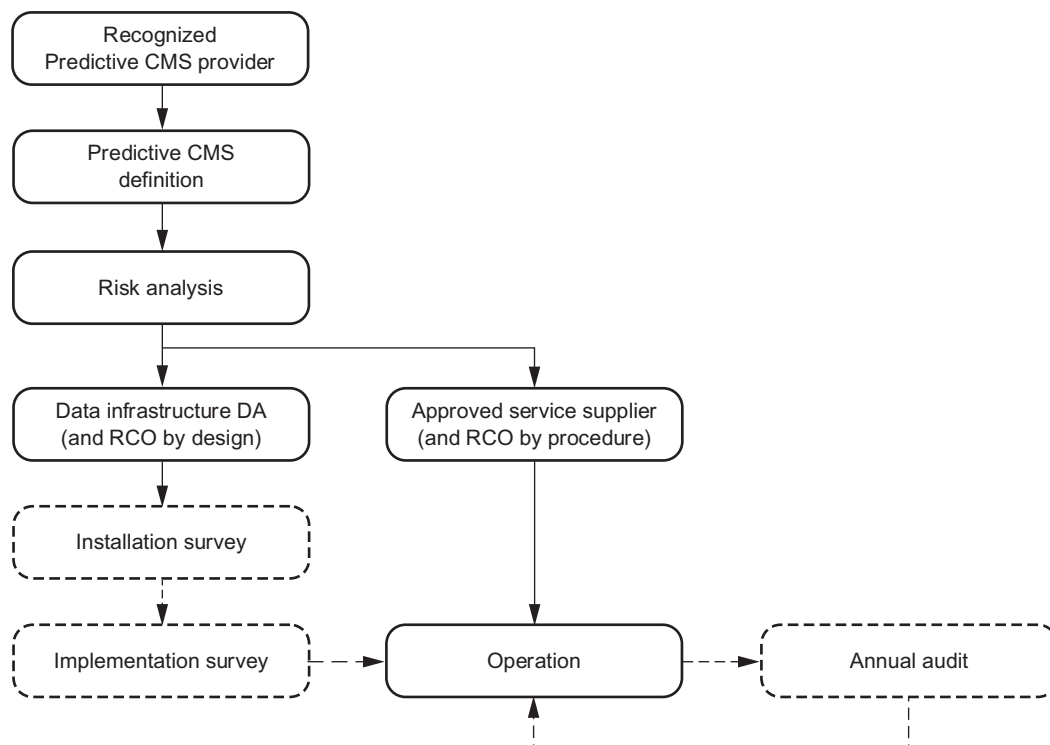 Recognized
Predictive CMS provider
Predictive CMS
definition
Risk analysis
Data infrastructure DA
(and RCO by design)
Approved service supplier
(and RCO by procedure)
Installation survey
Implementation survey
Operation
Annual audit